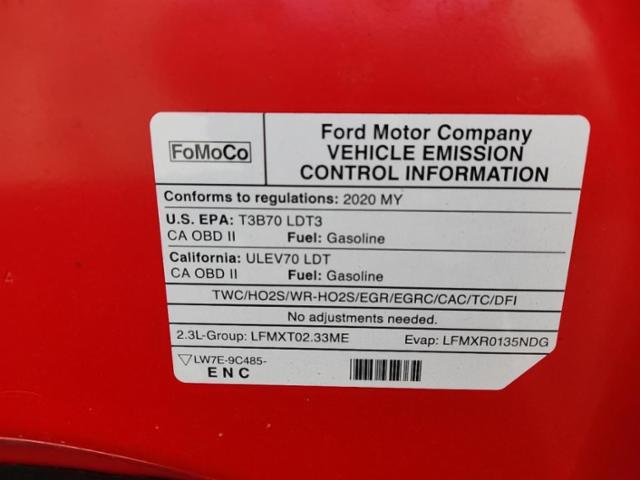 FoMoCo
Ford Motor Company
VEHICLE EMISSION
CONTROL INFORMATION
Conforms to regulations: 2020 MY
U.S. EPA: T3B70 LDT3
CA OBD II Fuel: Gasoline
California: ULEV70 LDT
CA OBD II Fuel: Gasoline
TWC/HO2S/WR-HO2S/EGR/EGRC/CAC/TC/DFI
No adjustments needed.
2.3L-Group: LFMXT02.33ME Evap: LFMXR0135NDG
LW7E-9C485-
ENC